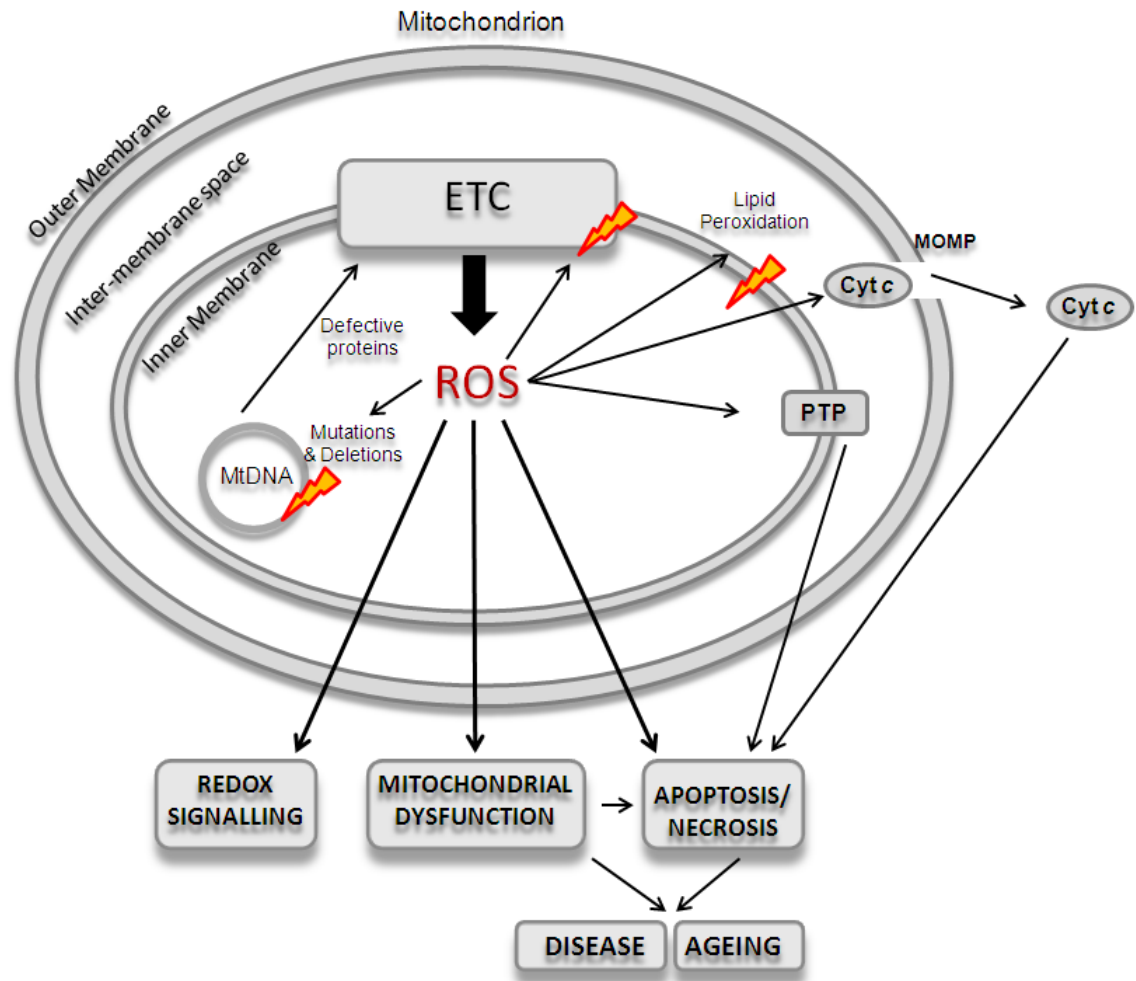 Mitochondrion
Outer Membrane
Inter-membrane space
Inner Membrane
ETC
Lipid
Peroxidation
MOMP
Cyt c
Cyt c
Defective
proteins
ROS
PTP
Mutations
& Deletions
MtDNA
REDOX
SIGNALLING
MITOCHONDRIAL
DYSFUNCTION
APOPTOSIS/
NECROSIS
DISEASE
AGEING